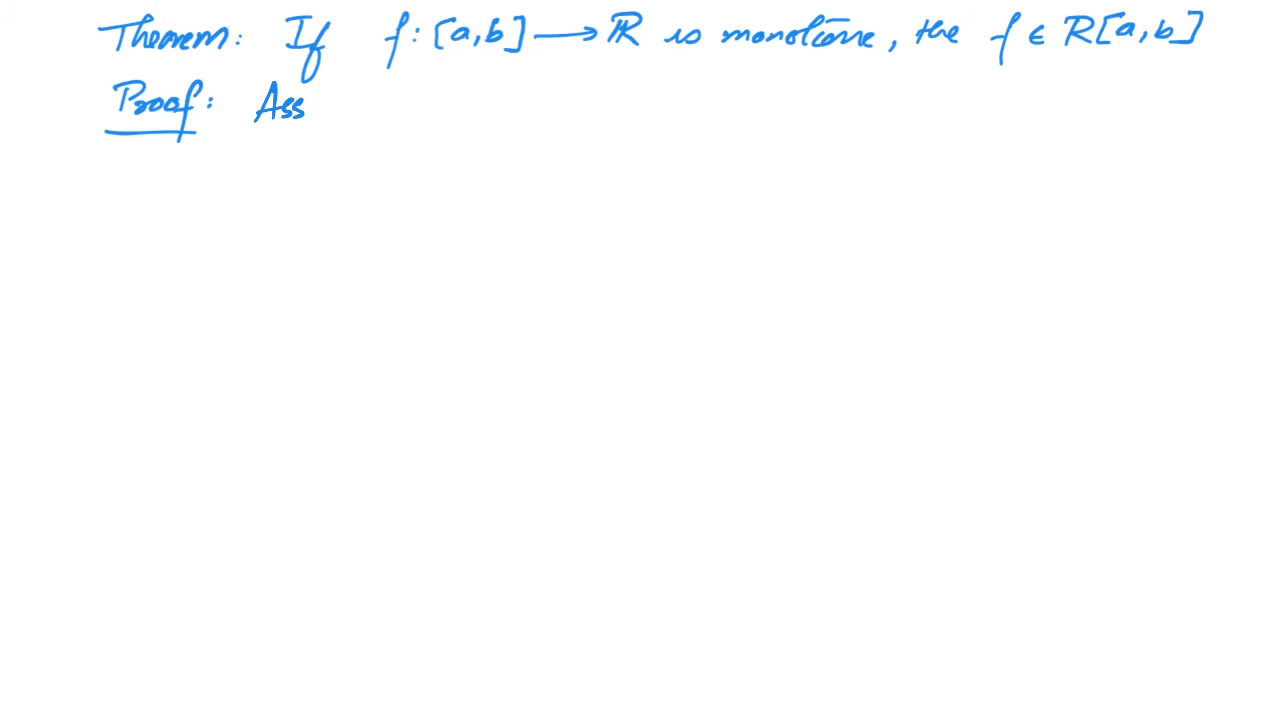 Theorem: If f: [a,b] ⟶ ℝ is monotone, the f ∈ R[a,b]
Proof: Ass